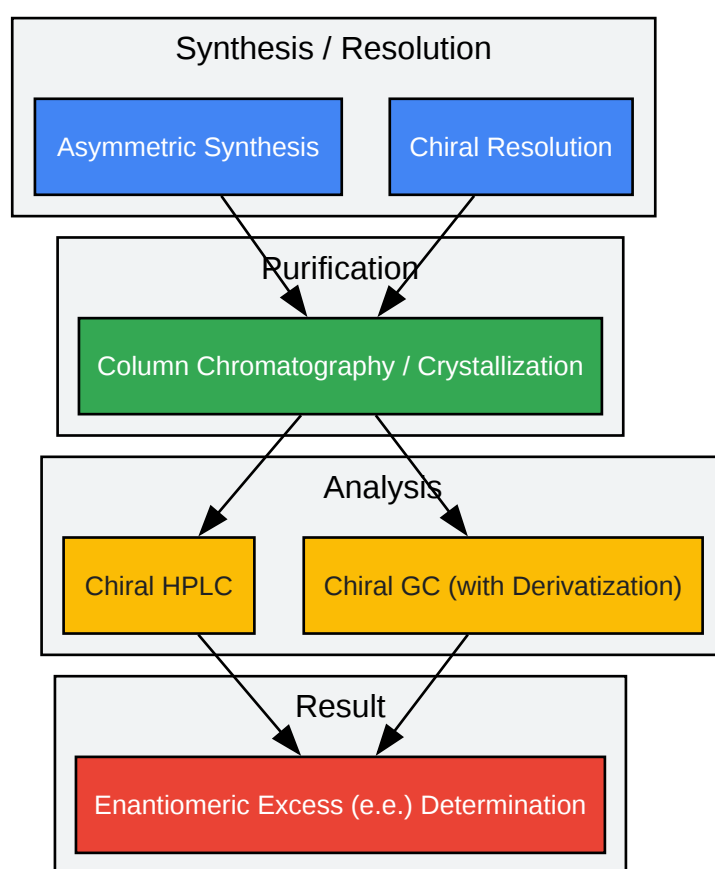 Synthesis / Resolution
Asymmetric Synthesis
Chiral Resolution
Purification
Column Chromatography / Crystallization
Analysis
Chiral HPLC
Chiral GC (with Derivatization)
Result
Enantiomeric Excess (e.e.) Determination